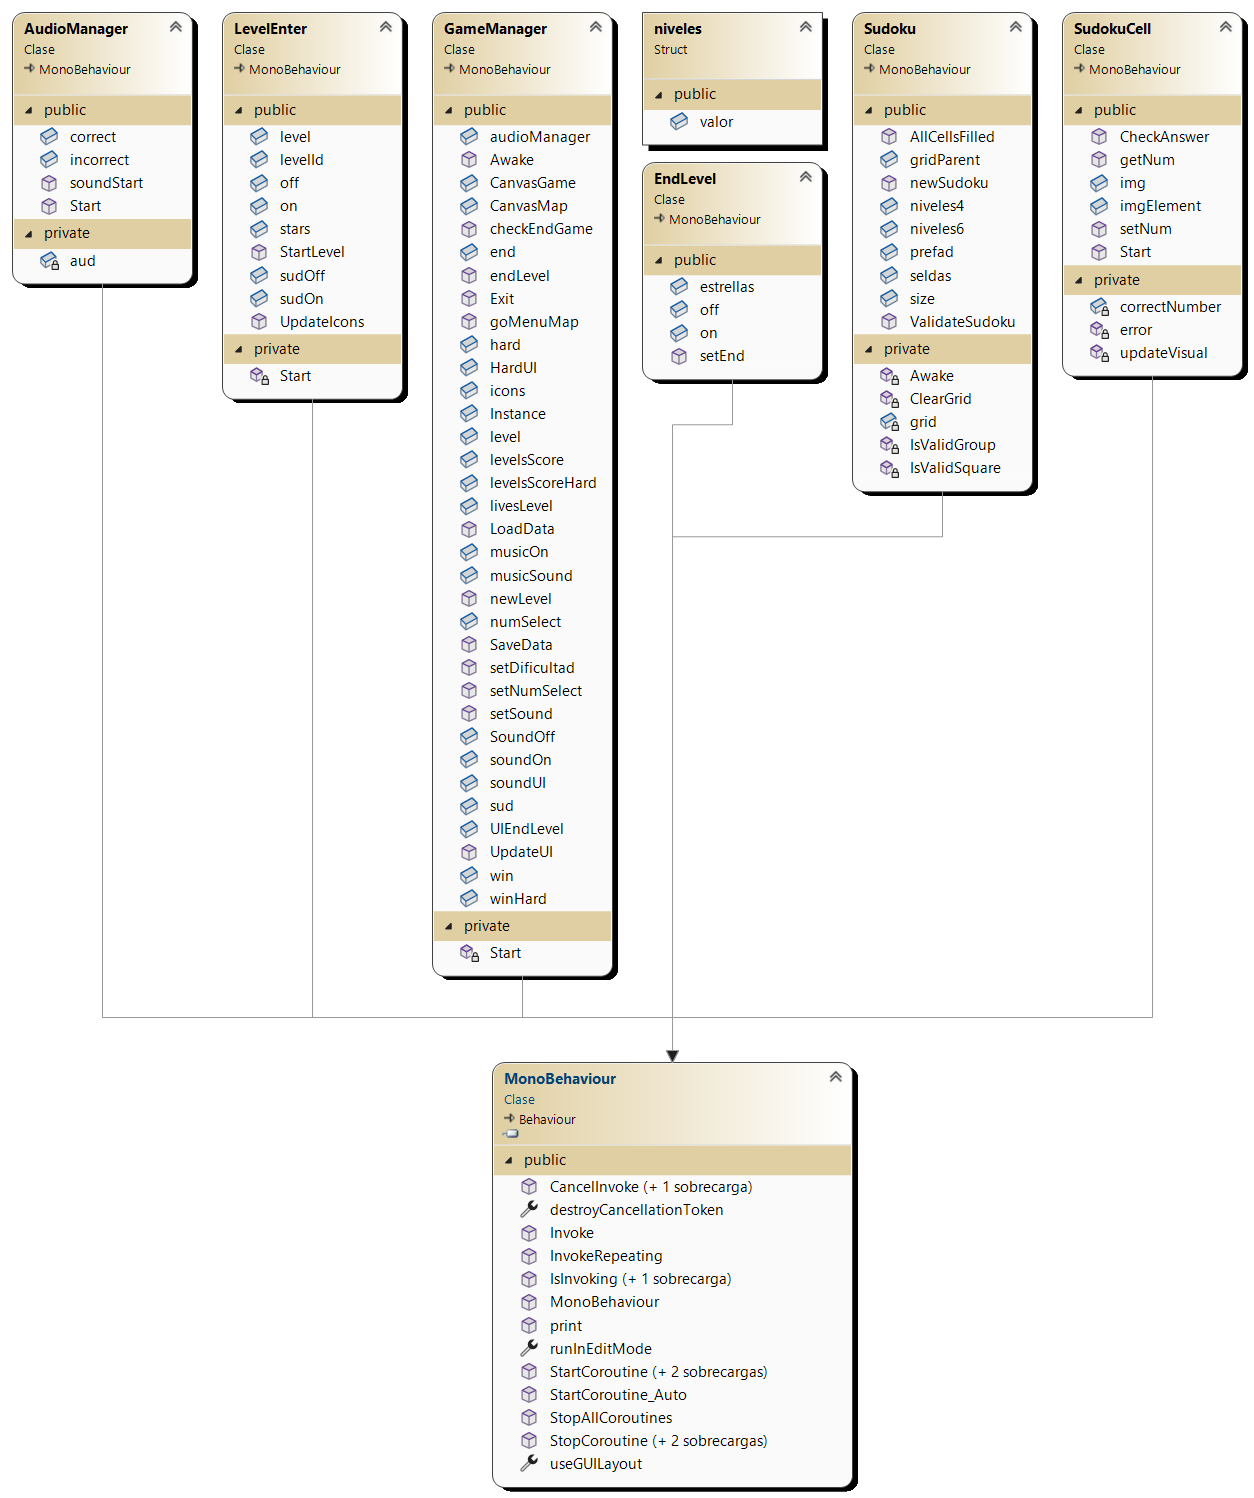 AudioManager
Clase
MonoBehaviour
public
correct
incorrect
soundStart
Start
private
aud
LevelEnter
Clase
MonoBehaviour
public
level
levelId
off
on
stars
StartLevel
sudOff
sudOn
UpdateIcons
private
Start
GameManager
Clase
MonoBehaviour
public
audioManager
Awake
CanvasGame
CanvasMap
checkEndGame
end
endLevel
Exit
goMenuMap
hard
HardUI
icons
Instance
level
levelsScore
levelsScoreHard
livesLevel
LoadData
musicOn
musicSound
newLevel
numSelect
SaveData
setDificultad
setNumSelect
setSound
SoundOff
soundOn
soundUI
sud
UIEndLevel
UpdateUI
win
winHard
private
Start
niveles
Struct
public
valor
EndLevel
Clase
MonoBehaviour
public
estrellas
off
on
setEnd
Sudoku
Clase
MonoBehaviour
public
AllCellsFilled
gridParent
newSudoku
niveles4
niveles6
prefad
seldas
size
ValidateSudoku
private
Awake
ClearGrid
grid
IsValidGroup
IsValidSquare
SudokuCell
Clase
MonoBehaviour
public
CheckAnswer
getNum
img
imgElement
setNum
Start
private
correctNumber
error
updateVisual
MonoBehaviour
Clase
Behaviour
public
CancelInvoke (+ 1 sobrecarga)
destroyCancellationToken
Invoke
InvokeRepeating
IsInvoking (+ 1 sobrecarga)
MonoBehaviour
print
runInEditMode
StartCoroutine (+ 2 sobrecargas)
StartCoroutine_Auto
StopAllCoroutines
StopCoroutine (+ 2 sobrecargas)
useGUILayout